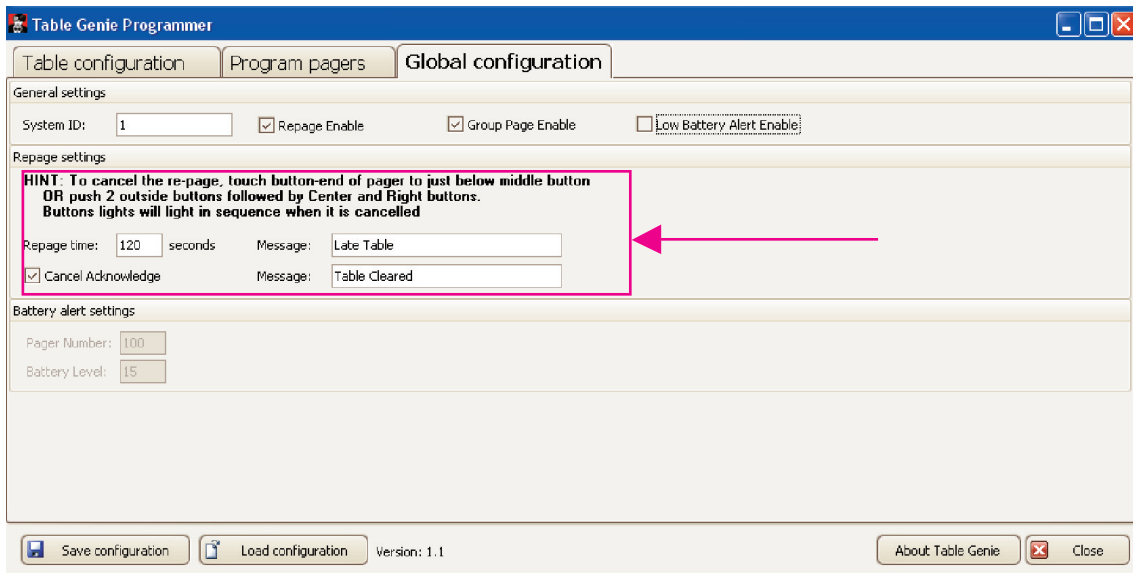 Table Genie Programmer
Table configuration Program pagers Global configuration
General settings
System ID: 1 Repage Enable Group Page Enable Low Battery Alert Enable
Repage settings
HINT: To cancel the re-page, touch button-end of pager to just below middle button
OR push 2 outside buttons followed by Center and Right buttons.
Buttons lights will light in sequence when it is cancelled
Repage time: 120 seconds Message: Late Table
Cancel Acknowledge Message: Table Cleared
Battery alert settings
Pager Number: 100
Battery Level: 15
Save configuration Load configuration Version: 1.1 About Table Genie Close